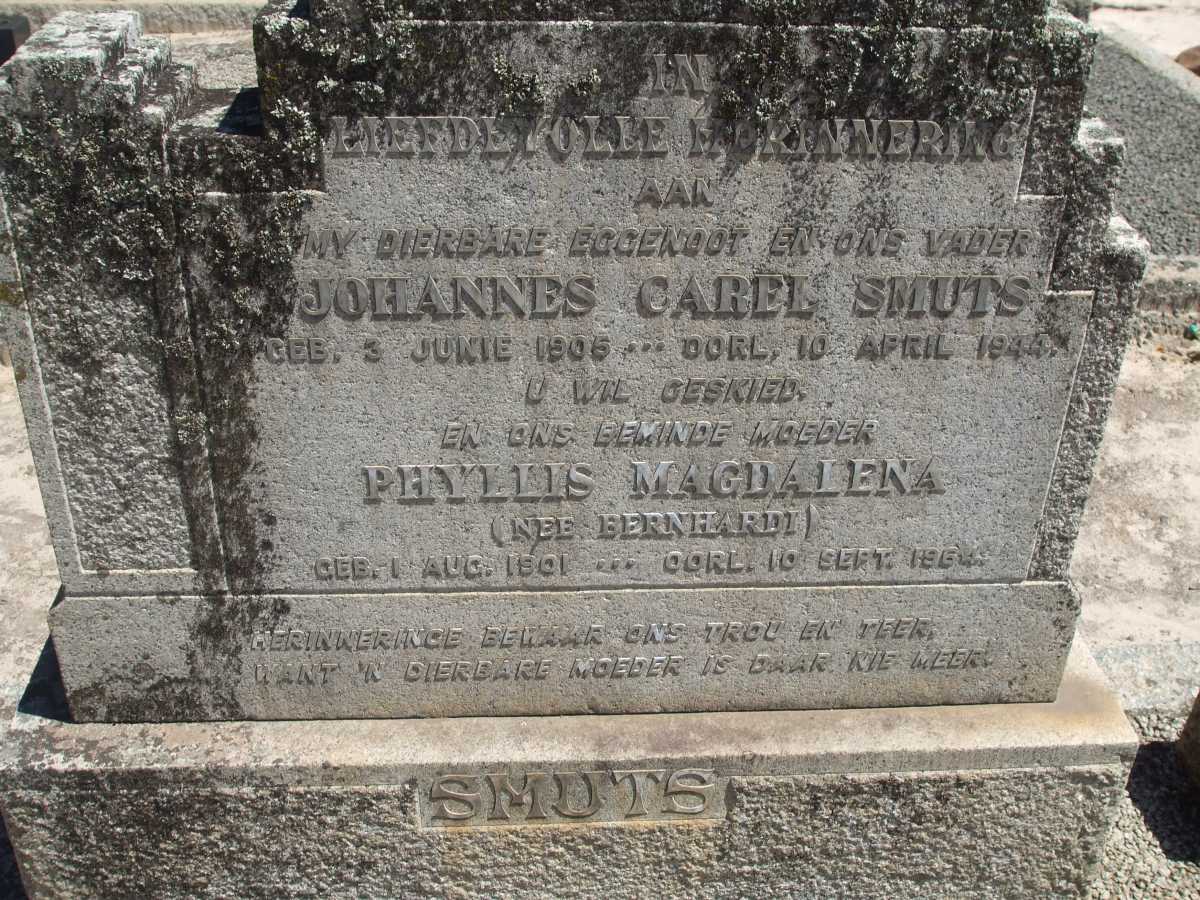 IN
LIEFDEVOLLE HERINNERING
AAN
MY DIERBARE EGGENOOT EN ONS VADER
JOHANNES CAREL SMUTS
GEB. 3 JUNIE 1905 ... OORL. 10 APRIL 1944.
U WIL GESKIED.
EN ONS BEMINDE MOEDER
PHYLLIS MAGDALENA
(NEE BERNHARDI)
GEB. 1 AUG. 1901 ... OORL. 10 SEPT. 1964.
HERINNERINGE BEWAAR ONS TROU EN TEER,
WANT 'N DIERBARE MOEDER IS DAAR NIE MEER.
SMUTS